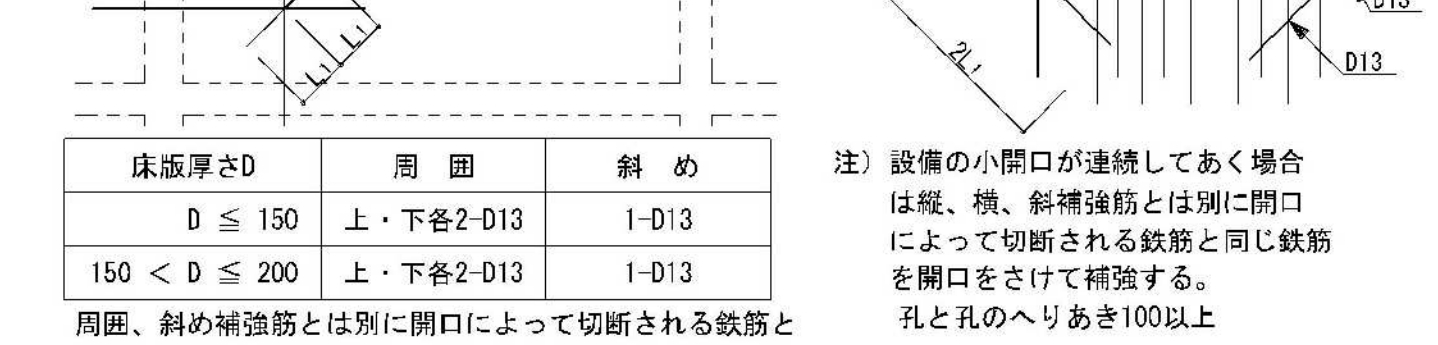 L₁
L₁
2L₁
D13
D13
床版厚さD 周 囲 斜 め
D ≦ 150 上・下各2-D13 1-D13
150 < D ≦ 200 上・下各2-D13 1-D13
周囲、斜め補強筋とは別に開口によって切断される鉄筋と
注) 設備の小開口が連続してあく場合
は縦、横、斜補強筋とは別に開口
によって切断される鉄筋と同じ鉄筋
を開口をさけて補強する。
孔と孔のへりあき100以上